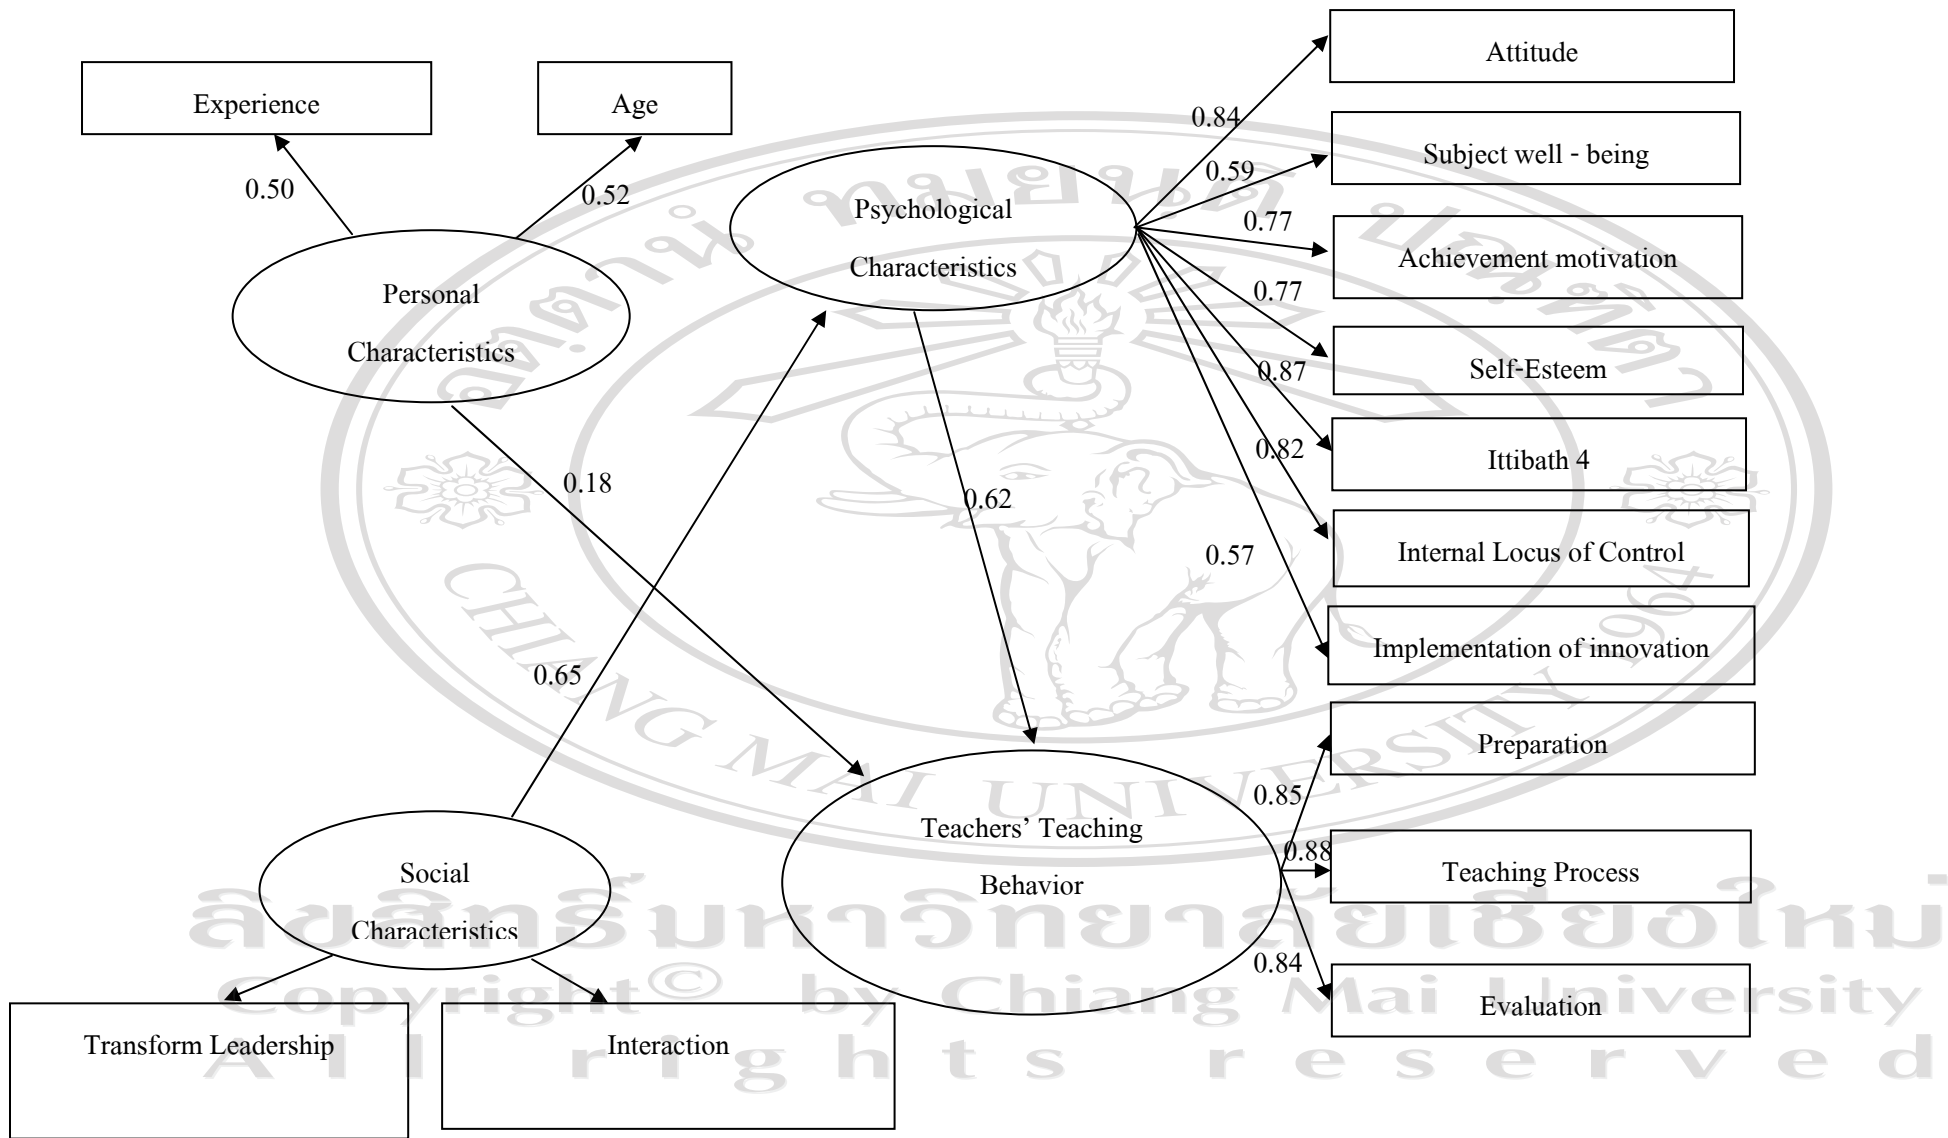 Attitude
Experience
Age
0.84
Subject well - being
0.59
0.50
0.52
Psychological
Characteristics
0.77
Achievement motivation
Personal
Characteristics
0.77
Self-Esteem
0.87
0.82
Ittibath 4
0.18
0.62
0.57
Internal Locus of Control
Implementation of innovation
0.65
Preparation
0.85
Teachers’ Teaching
Behavior
0.88
Teaching Process
Social
Characteristics
0.84
Evaluation
Transform Leadership
Interaction
CHIANG MAI UNIVERSITY 1964
ลิขสิทธิ์มหาวิทยาลัยเชียงใหม่
Copyright© by Chiang Mai University
All rights reserved